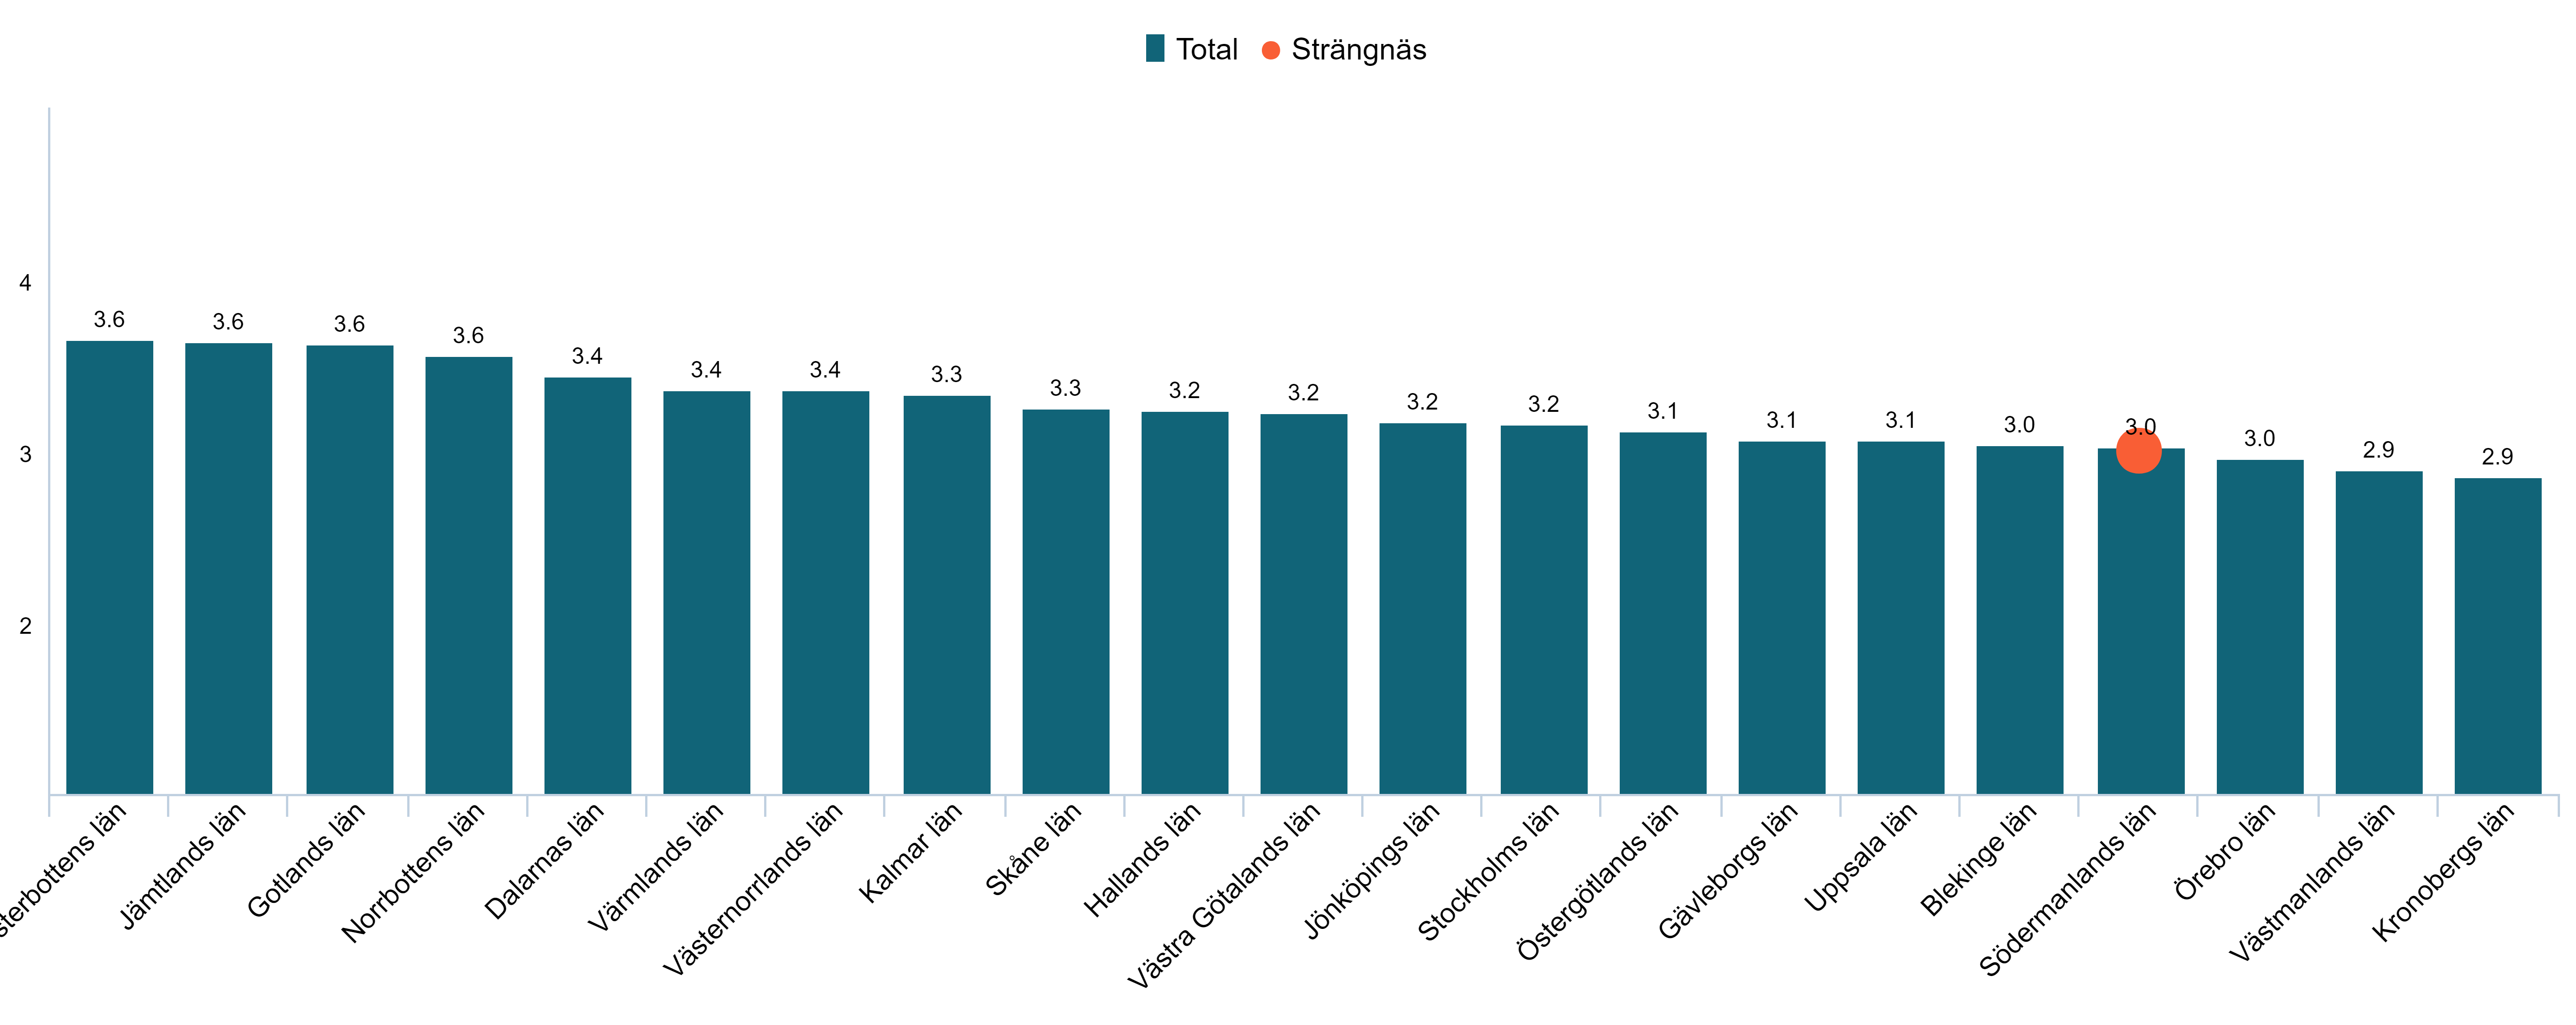 Total Strängnäs
4
3
2
3.6 3.6 3.6 3.6 3.4 3.4 3.4 3.3 3.3 3.2 3.2 3.2 3.2 3.1 3.1 3.1 3.0 3.0 3.0 2.9 2.9
sterbottens län
Jämtlands län
Gotlands län
Norrbottens län
Dalarnas län
Värmlands län
Västernorrlands län
Kalmar län
Skåne län
Hallands län
Västra Götalands län
Jönköpings län
Stockholms län
Östergötlands län
Gävleborgs län
Uppsala län
Blekinge län
Södermanlands län
Örebro län
Västmanlands län
Kronobergs län